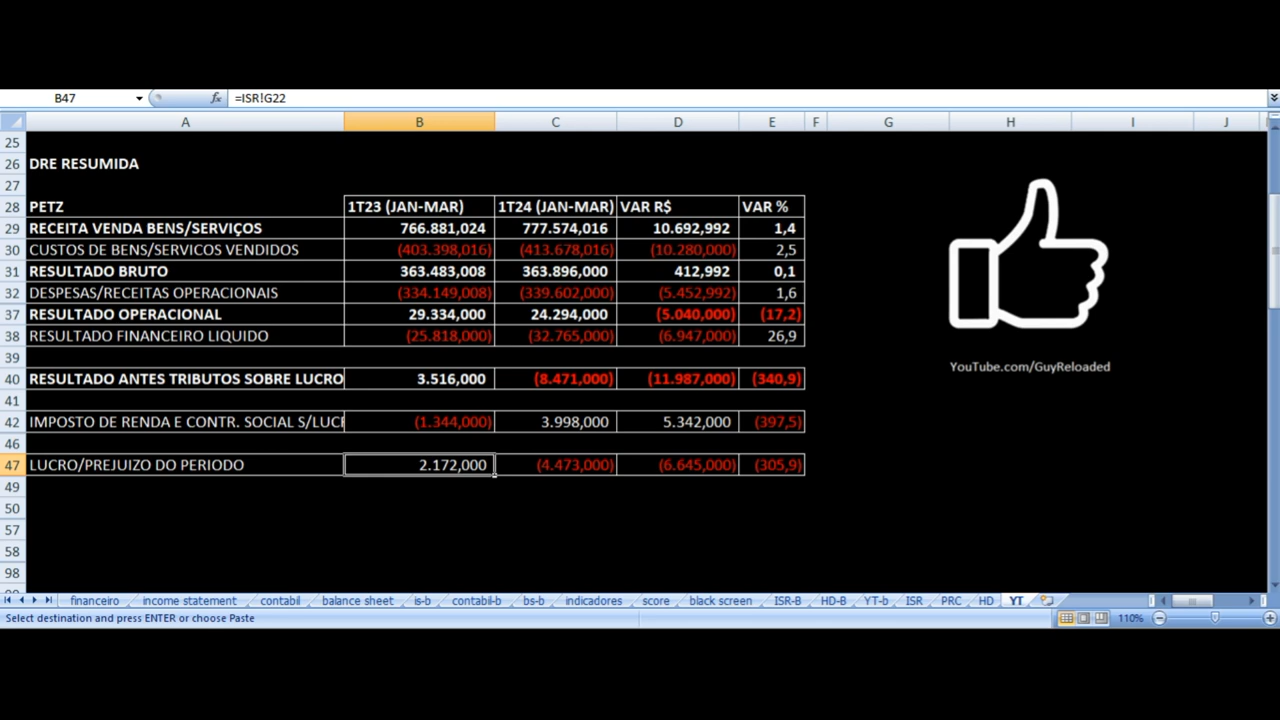 B47 fx =ISR!G22
A B C D E F G H I J
25
26 DRE RESUMIDA
27
28 PETZ 1T23 (JAN-MAR) 1T24 (JAN-MAR) VAR R$ VAR %
29 RECEITA VENDA BENS/SERVIÇOS 766.881,024 777.574,016 10.692,992 1,4
30 CUSTOS DE BENS/SERVICOS VENDIDOS (403.398,016) (413.678,016) (10.280,000) 2,5
31 RESULTADO BRUTO 363.483,008 363.896,000 412,992 0,1
32 DESPESAS/RECEITAS OPERACIONAIS (334.149,008) (339.602,000) (5.452,992) 1,6
37 RESULTADO OPERACIONAL 29.334,000 24.294,000 (5.040,000) (17,2)
38 RESULTADO FINANCEIRO LIQUIDO (25.818,000) (32.765,000) (6.947,000) 26,9
39
40 RESULTADO ANTES TRIBUTOS SOBRE LUCRO 3.516,000 (8.471,000) (11.987,000) (340,9)
41
42 IMPOSTO DE RENDA E CONTR. SOCIAL S/LUCR (1.344,000) 3.998,000 5.342,000 (397,5)
46
47 LUCRO/PREJUIZO DO PERIODO 2.172,000 (4.473,000) (6.645,000) (305,9)
49
50
57
58
98
YouTube.com/GuyReloaded
financeiro income statement contabil balance sheet is-b contabil-b bs-b indicadores score black screen ISR-B HD-B YT-b ISR PRC HD YT
Select destination and press ENTER or choose Paste 110%